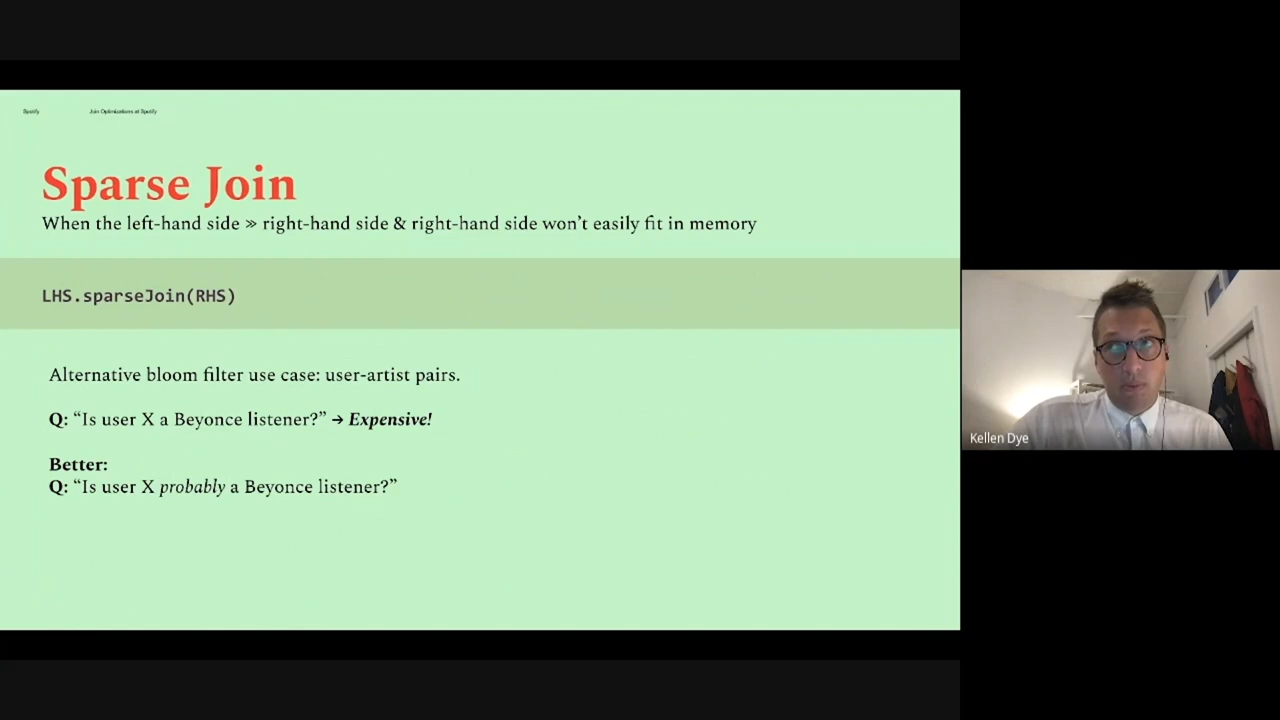 Spotify
Join Optimizations at Spotify
Sparse Join
When the left-hand side ≫ right-hand side & right-hand side won’t easily fit in memory
LHS.sparseJoin(RHS)
Alternative bloom filter use case: user-artist pairs.
Q: “Is user X a Beyonce listener?” → Expensive!
Better:
Q: “Is user X probably a Beyonce listener?”
Kellen Dye